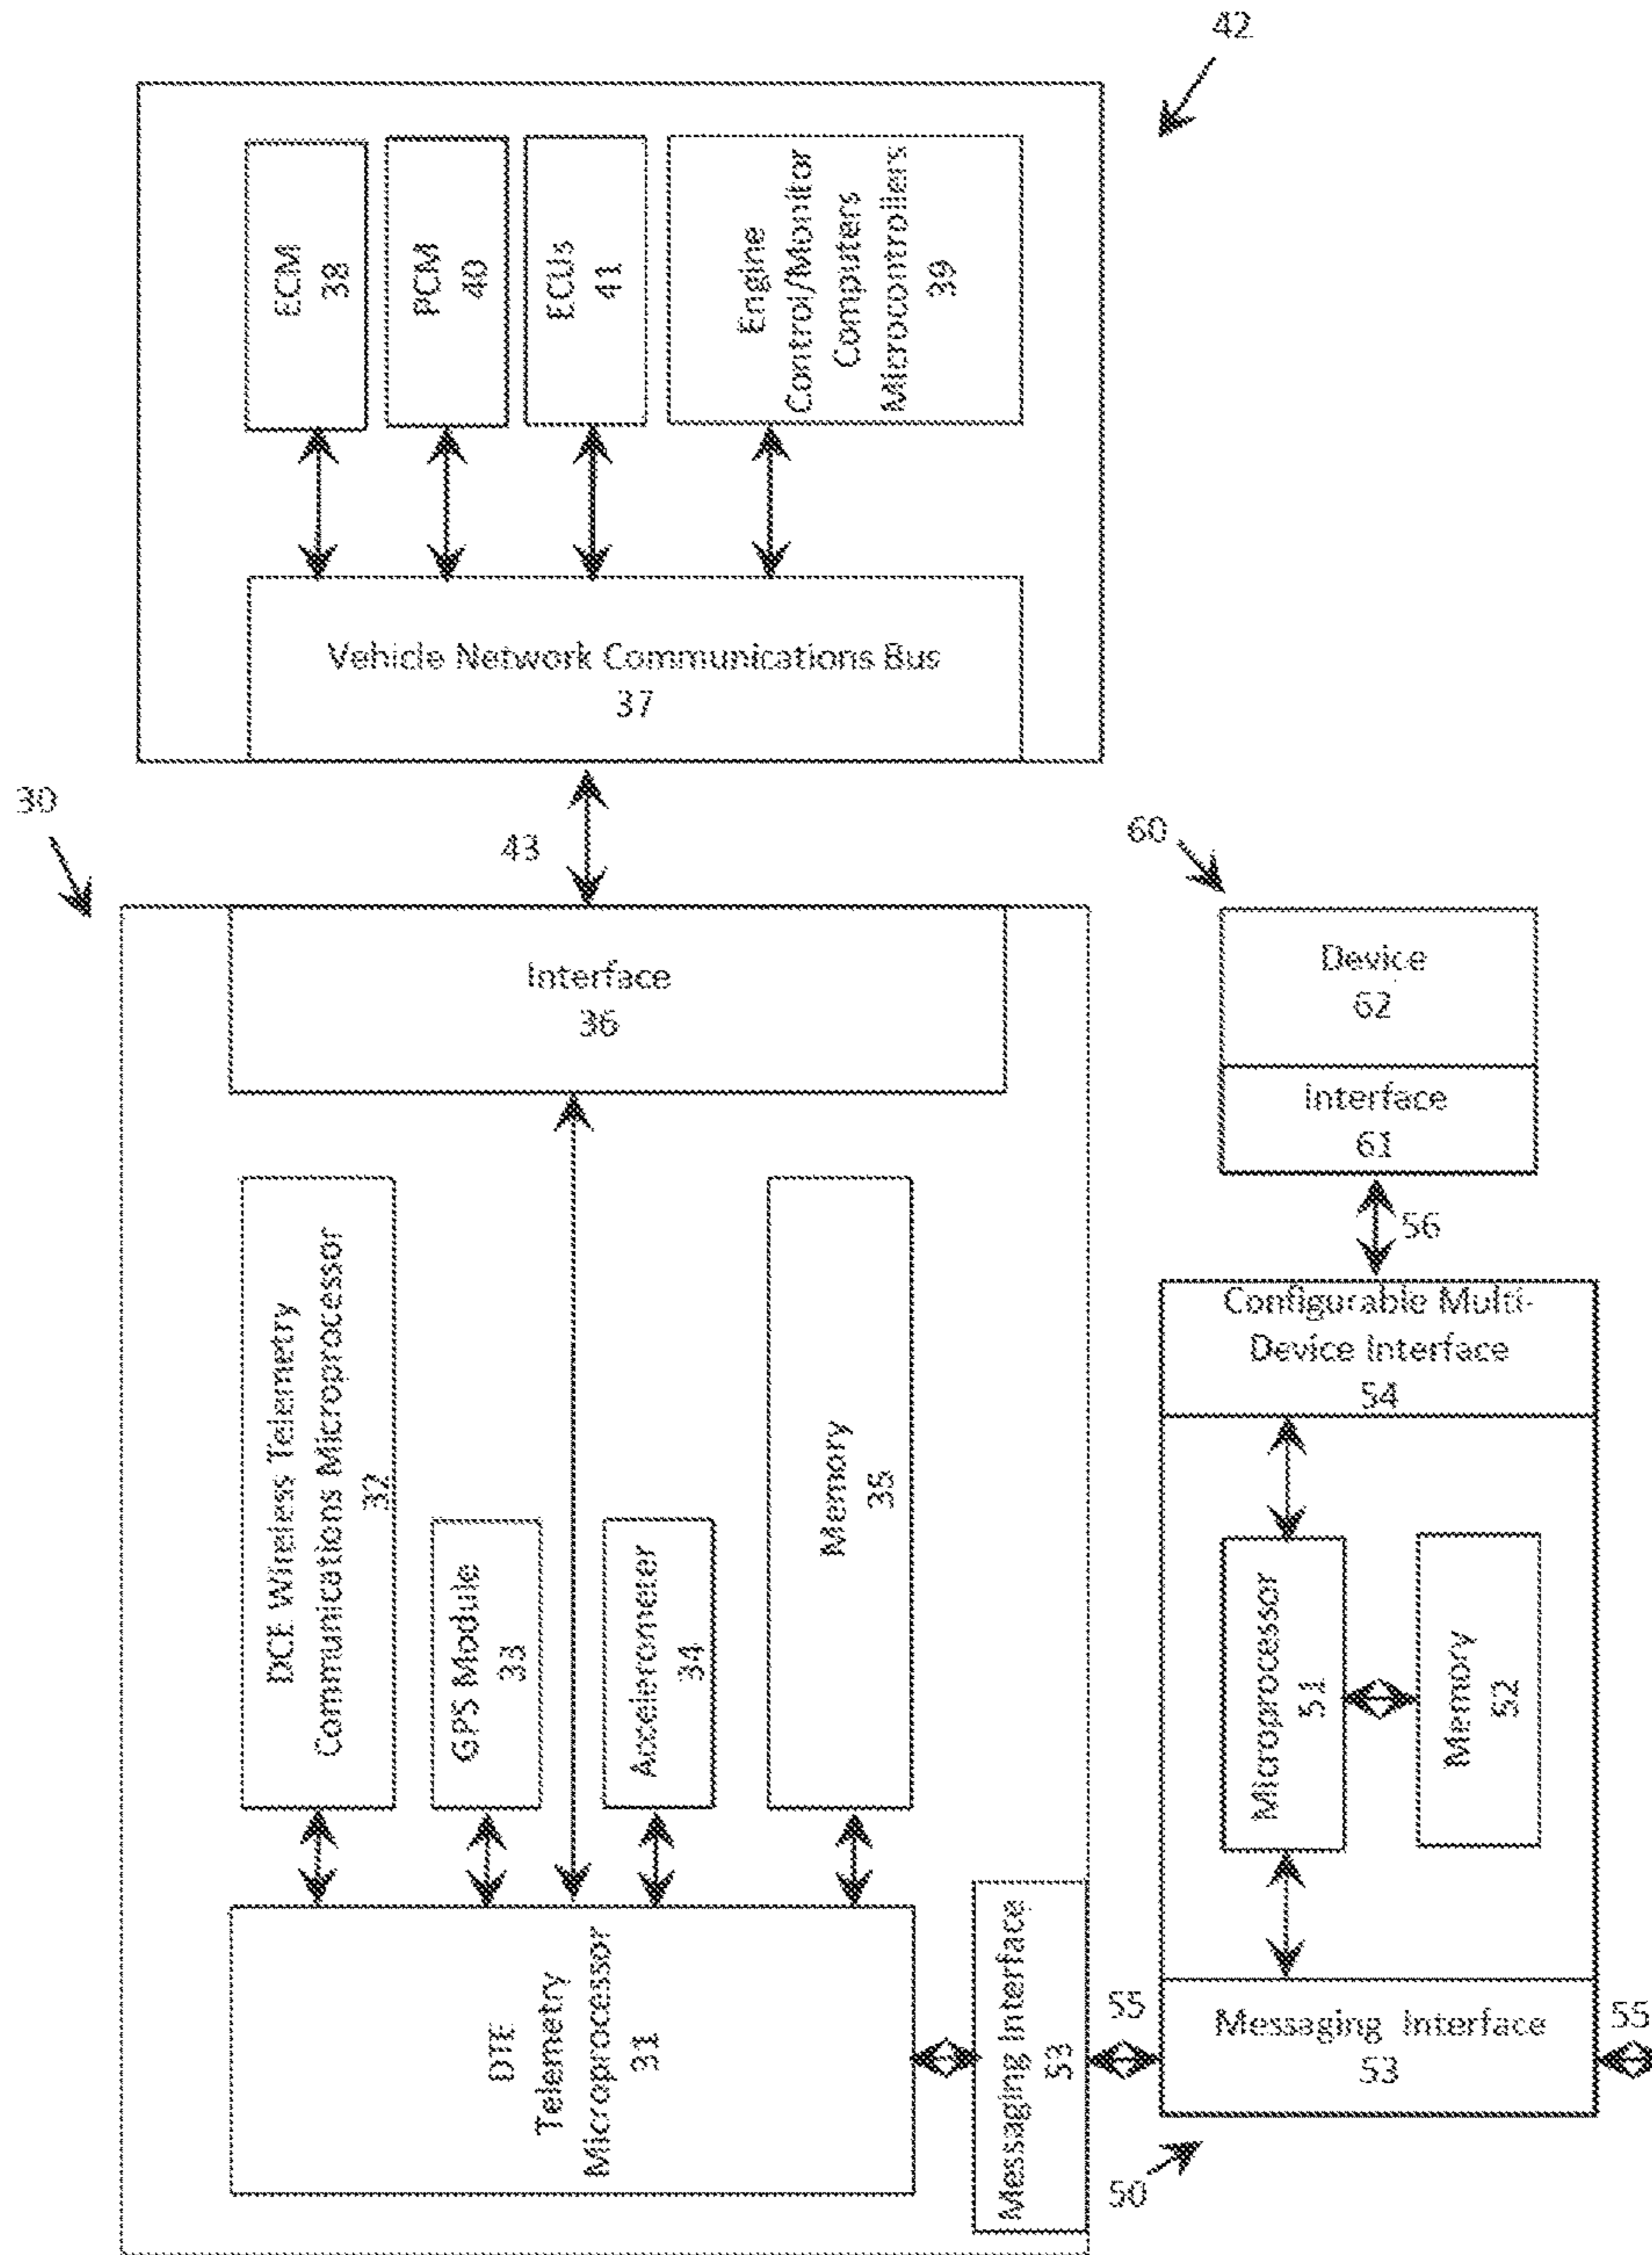 42
ECM
38
PCM
40
ECUs
41
Engine
Control/Monitor
Computers
Microcontrollers
39
Vehicle Network Communications Bus
37
30
43
60
Interface
36
Device
62
Interface
61
56
DCE Wireless Telemetry
Communications Microprocessor
32
GPS Module
33
Accelerometer
34
Memory
35
Configurable Multi-
Device Interface
54
Microprocessor
51
Memory
52
DTE
Telemetry
Microprocessor
31
Messaging Interface
53
55
Messaging Interface
53
55
50